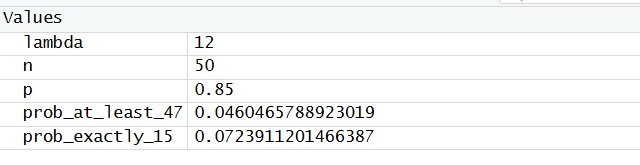 Values
lambda 12
n 50
p 0.85
prob_at_least_47 0.0460465788923019
prob_exactly_15 0.0723911201466387